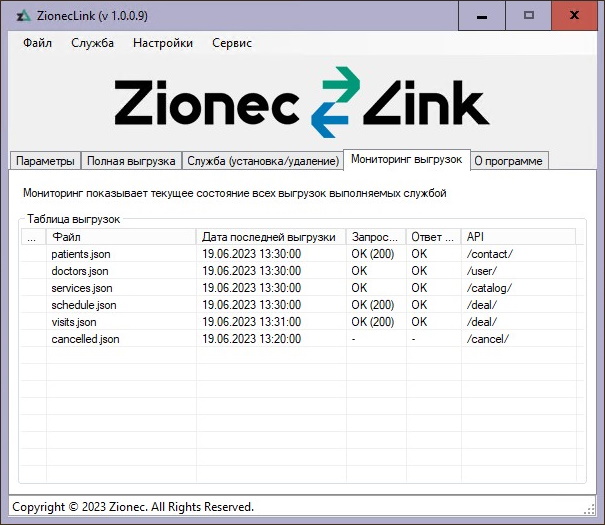 ZionecLink (v 1.0.0.9)
Файл Служба Настройки Сервис
Zionec Link
Параметры Полная выгрузка Служба (установка/удаление) Мониторинг выгрузок О программе
Мониторинг показывает текущее состояние всех выгрузок выполняемых службой
Таблица выгрузок
... Файл Дата последней выгрузки Запрос... Ответ ... API
patients.json 19.06.2023 13:30:00 OK (200) OK /contact/
doctors.json 19.06.2023 13:30:00 OK OK /user/
services.json 19.06.2023 13:30:00 OK OK /catalog/
schedule.json 19.06.2023 13:30:00 OK (200) OK /deal/
visits.json 19.06.2023 13:31:00 OK (200) OK /deal/
cancelled.json 19.06.2023 13:20:00 - - /cancel/
Copyright © 2023 Zionec. All Rights Reserved.